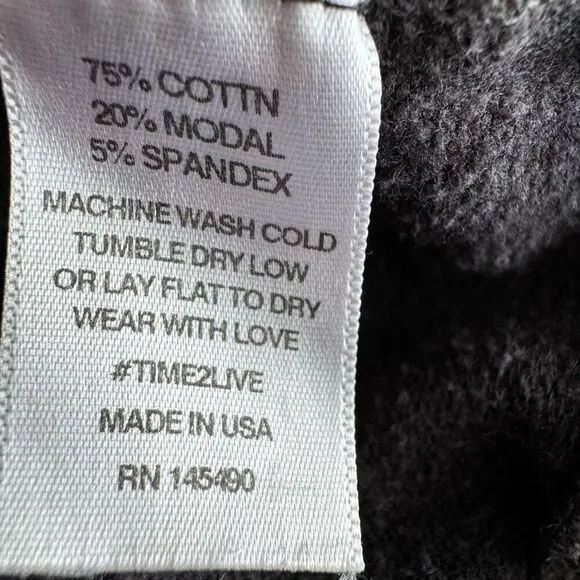 75% COTTN
20% MODAL
5% SPANDEX
MACHINE WASH COLD
TUMBLE DRY LOW
OR LAY FLAT TO DRY
WEAR WITH LOVE
#TIME2LIVE
MADE IN USA
RN 145490